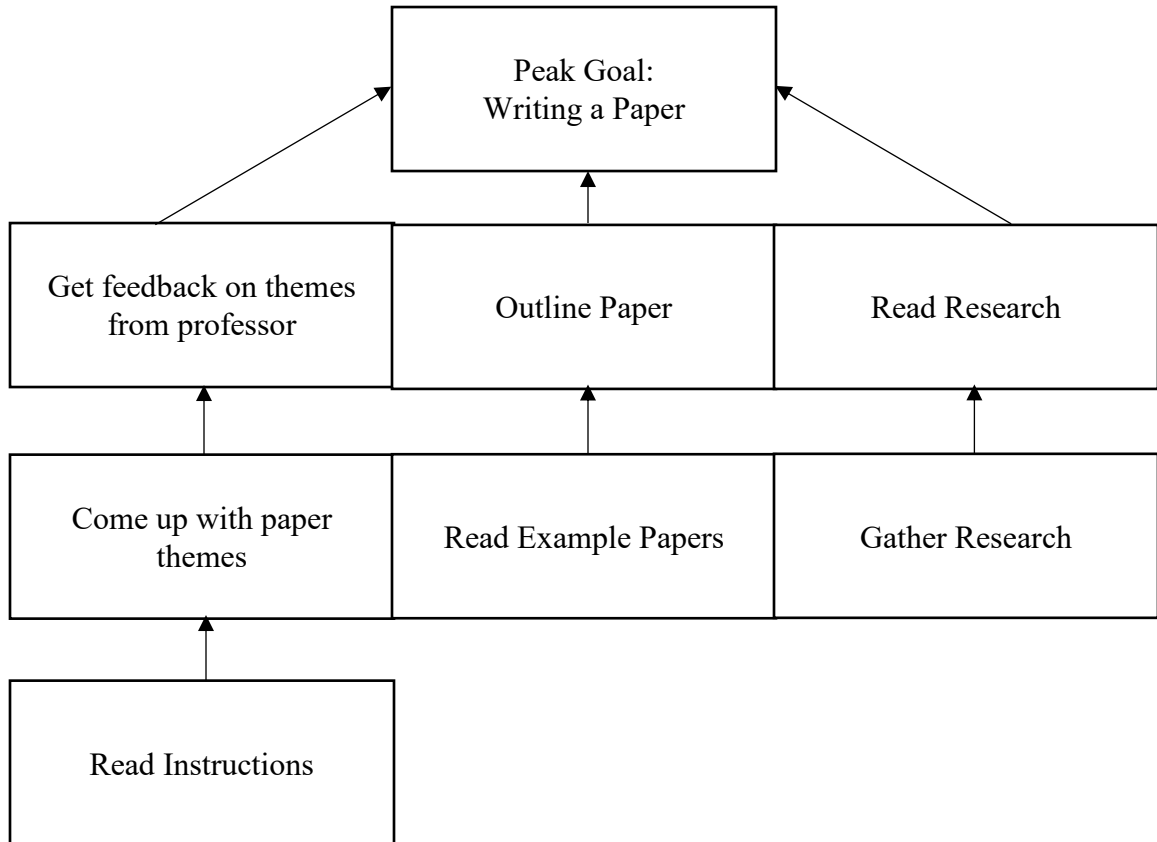 Peak Goal:
Writing a Paper
Get feedback on themes
from professor
Outline Paper
Read Research
Come up with paper
themes
Read Example Papers
Gather Research
Read Instructions